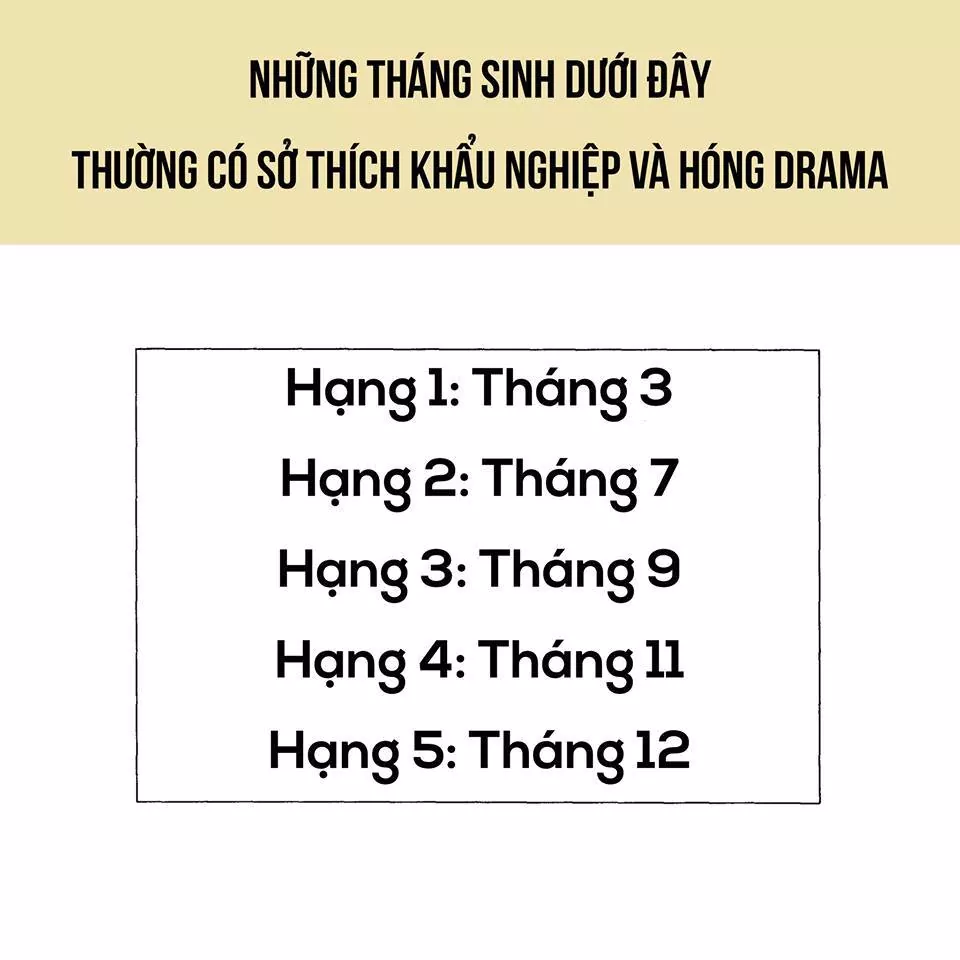 NHỮNG THÁNG SINH DƯỚI ĐÂY
THƯỜNG CÓ SỞ THÍCH KHẨU NGHIỆP VÀ HÓNG DRAMA
Hạng 1: Tháng 3
Hạng 2: Tháng 7
Hạng 3: Tháng 9
Hạng 4: Tháng 11
Hạng 5: Tháng 12